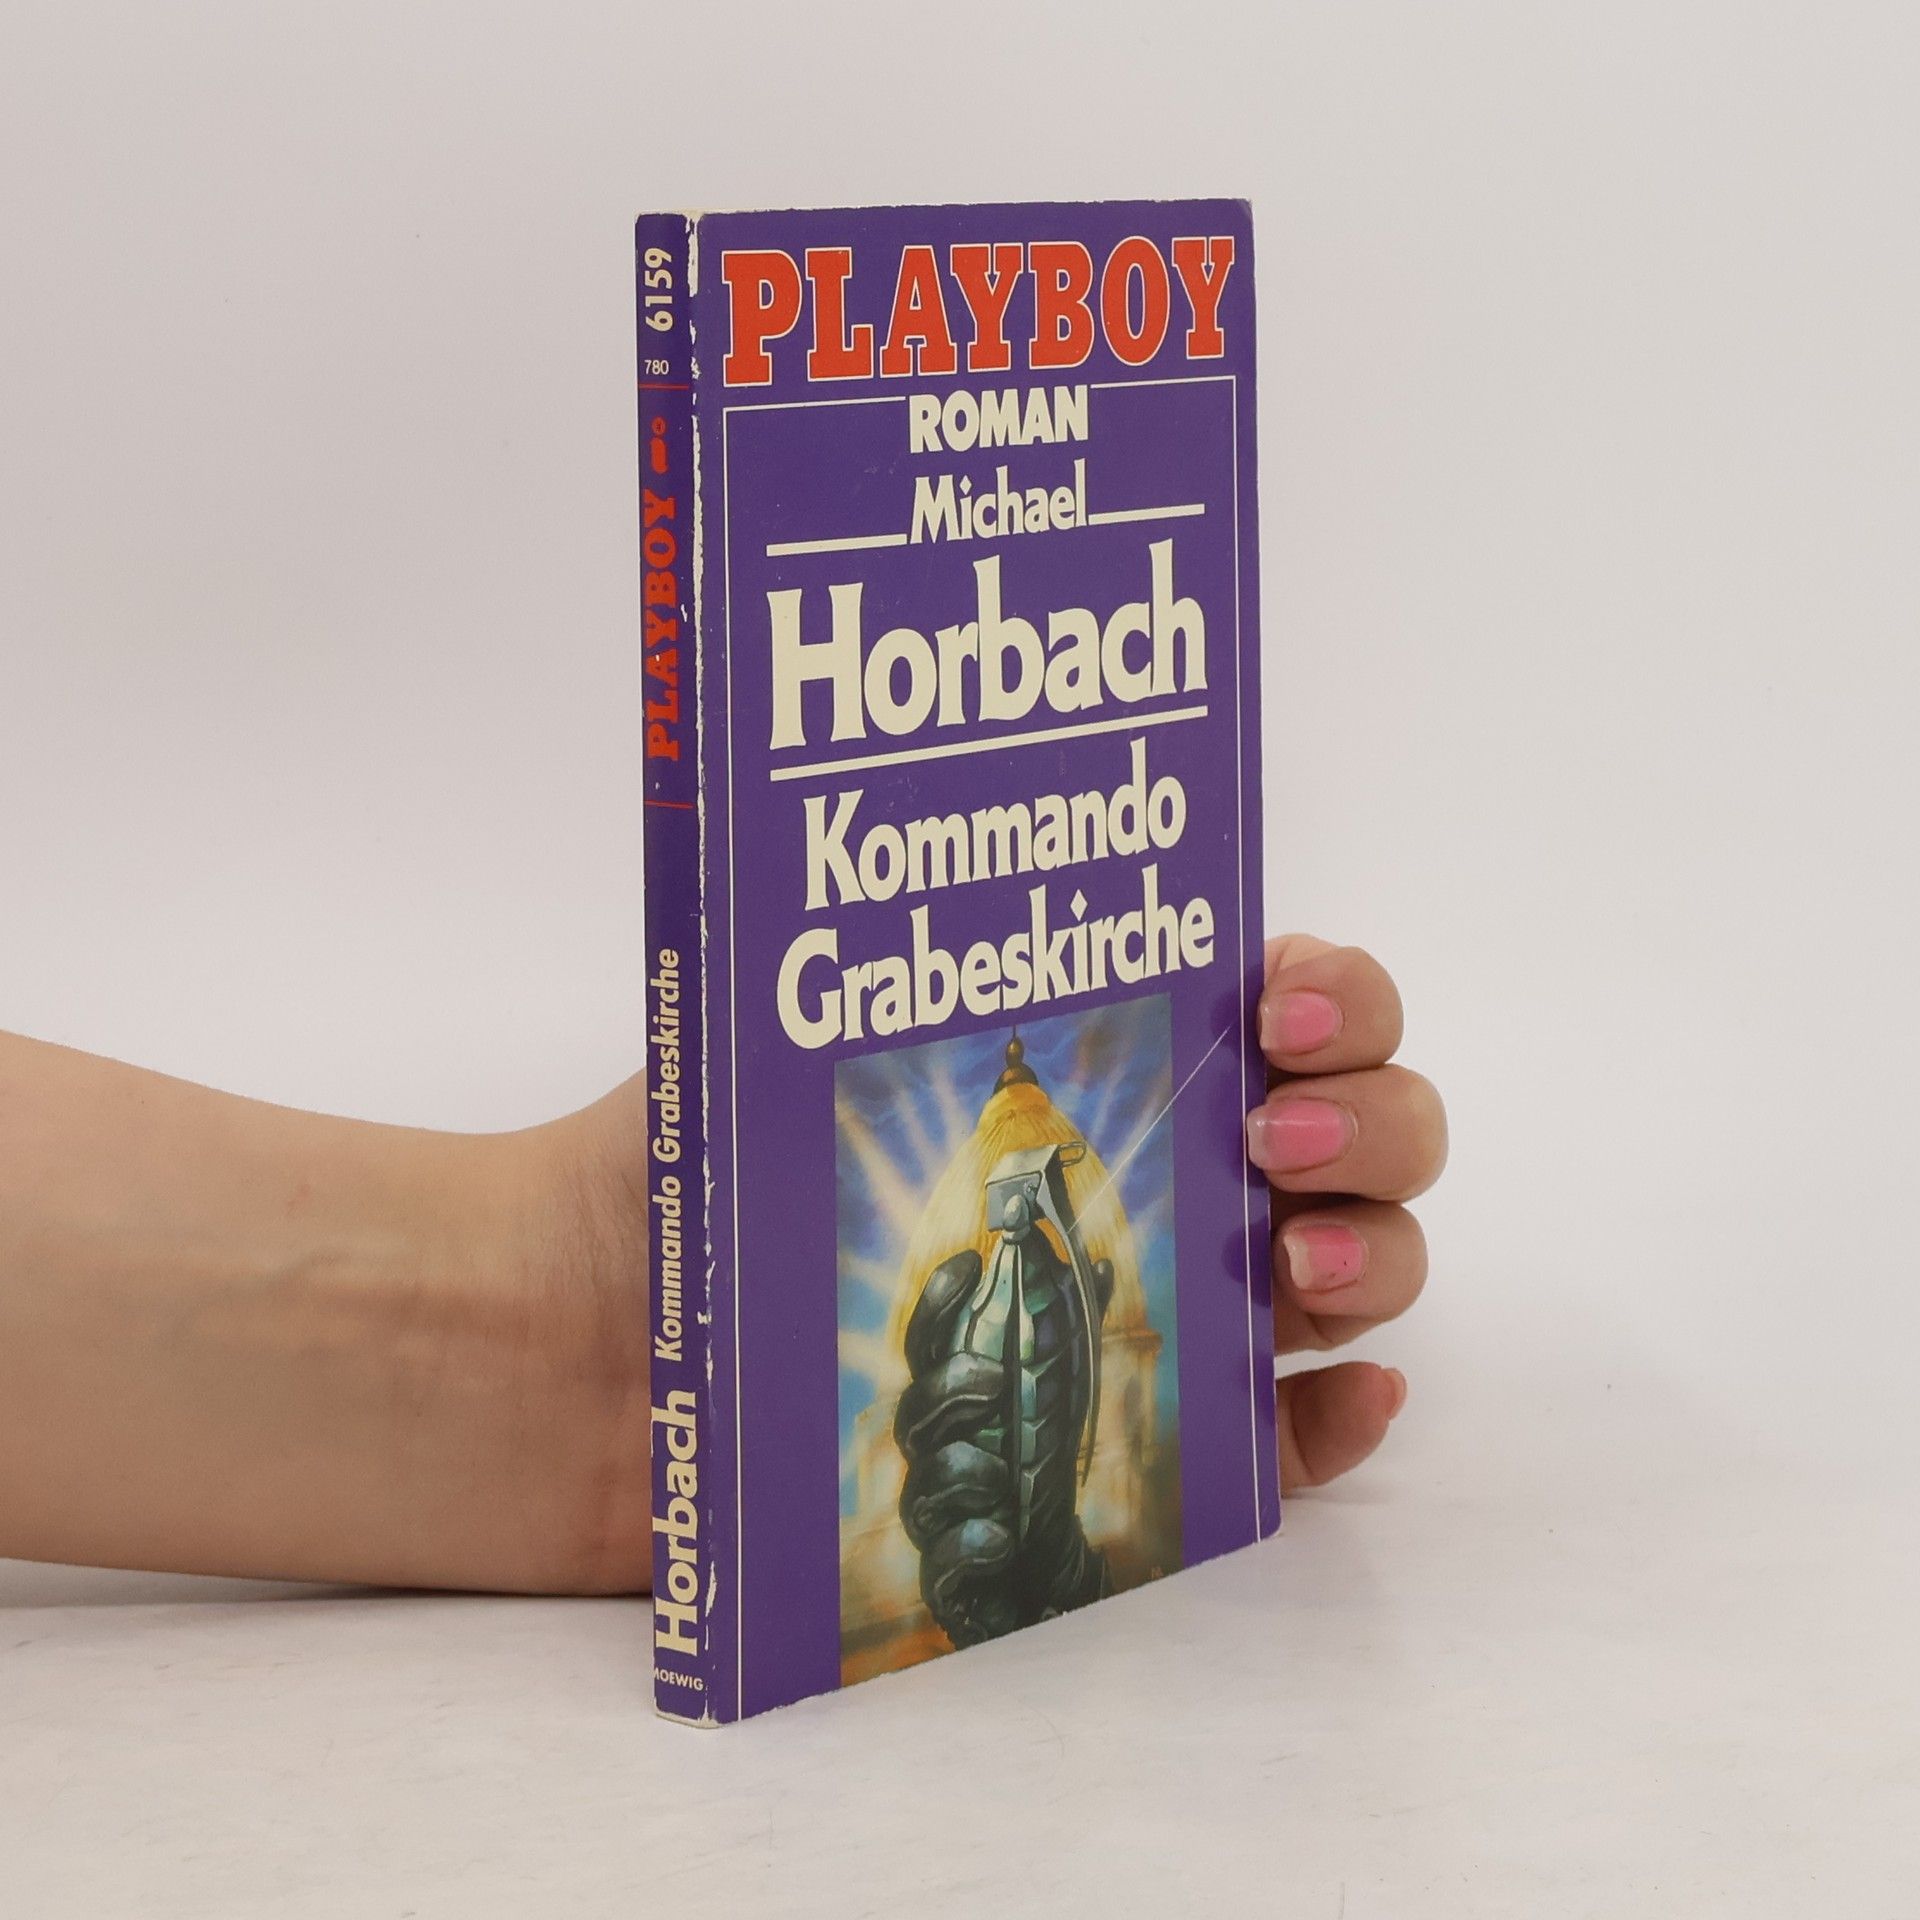 PLAYBOY
ROMAN
Michael
Horbach
Kommando
Grabeskirche
6159
780
PLAYBOY
Horbach Kommando Grabeskirche
MOEWIG